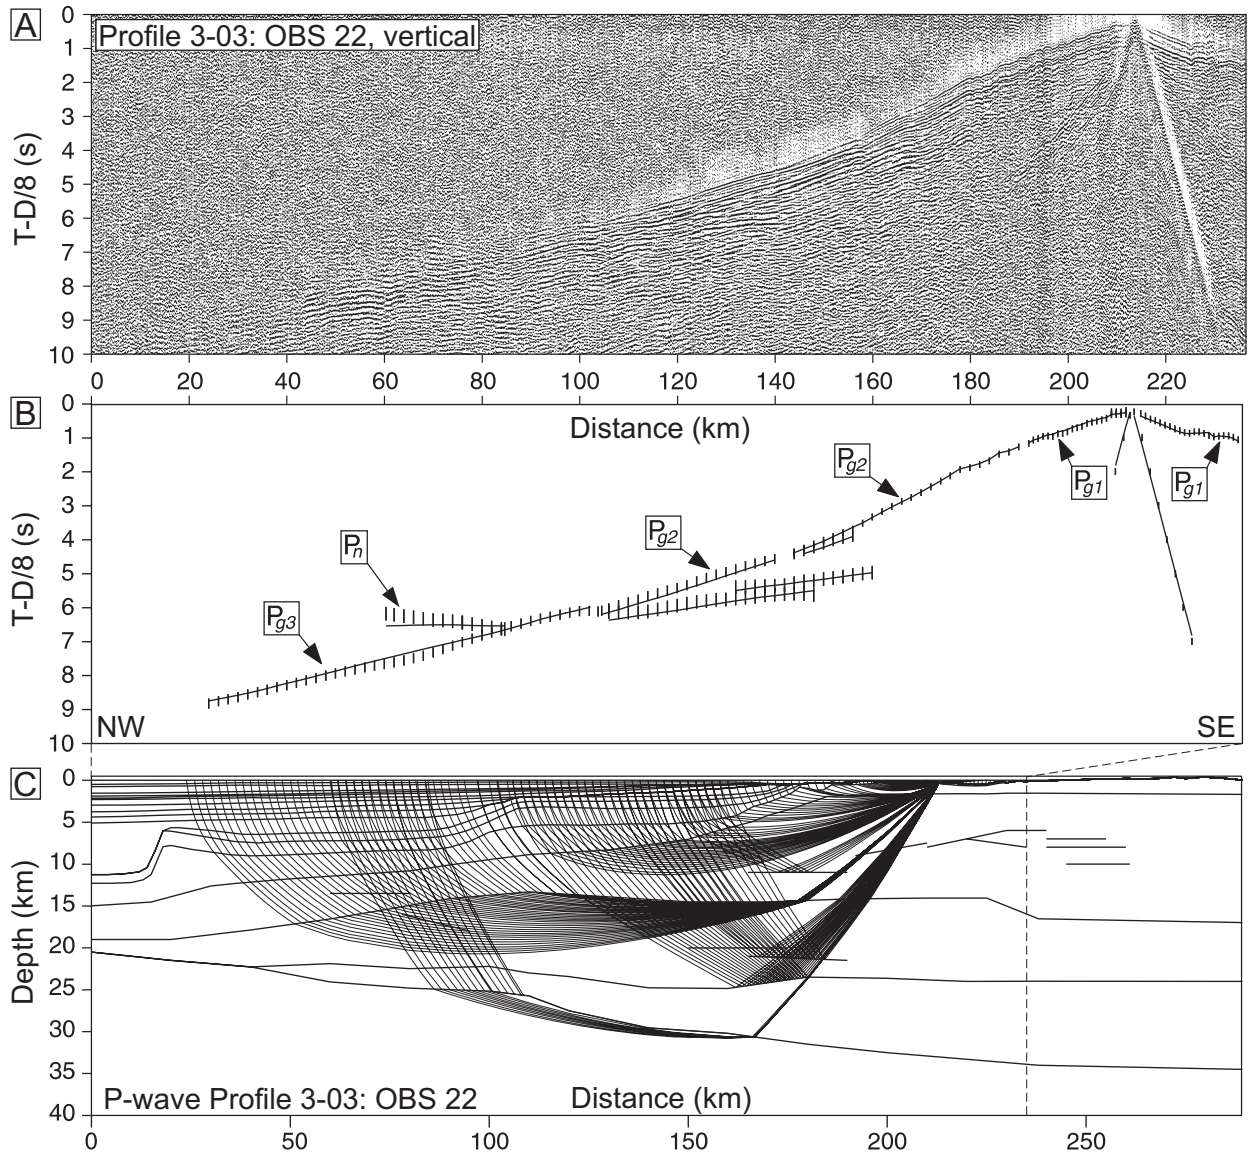 A
Profile 3-03: OBS 22, vertical
0
1
2
3
4
5
6
7
8
9
10
T-D/8 (s)
0 20 40 60 80 100 120 140 160 180 200 220
B
Distance (km)
0
1
2
3
4
5
6
7
8
9
10
T-D/8 (s)
Pg2
Pg1
Pg1
Pg2
Pn
Pg3
NW
SE
C
0
5
10
15
20
25
30
35
40
Depth (km)
P-wave Profile 3-03: OBS 22
Distance (km)
0 50 100 150 200 250